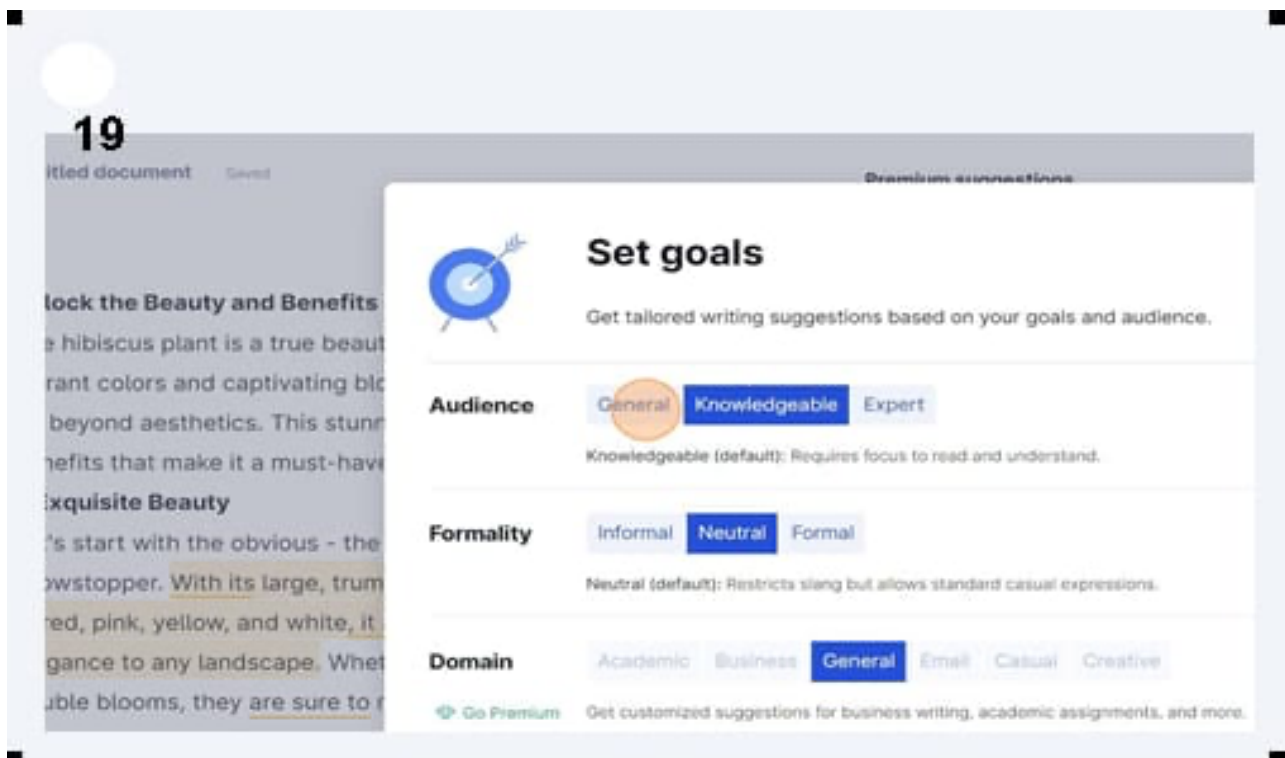 19
itled document Saved
Premium suggestions
Set goals
Get tailored writing suggestions based on your goals and audience.
lock the Beauty and Benefits
e hibiscus plant is a true beaut
rant colors and captivating blo
beyond aesthetics. This stunn
nefits that make it a must-have
Exquisite Beauty
's start with the obvious - the
owstopper. With its large, trum
red, pink, yellow, and white, it
gance to any landscape. Whet
uble blooms, they are sure to r
Audience General Knowledgeable Expert
Knowledgeable (default): Requires focus to read and understand.
Formality Informal Neutral Formal
Neutral (default): Restricts slang but allows standard casual expressions.
Domain Academic Business General Email Casual Creative
Go Premium Get customized suggestions for business writing, academic assignments, and more.